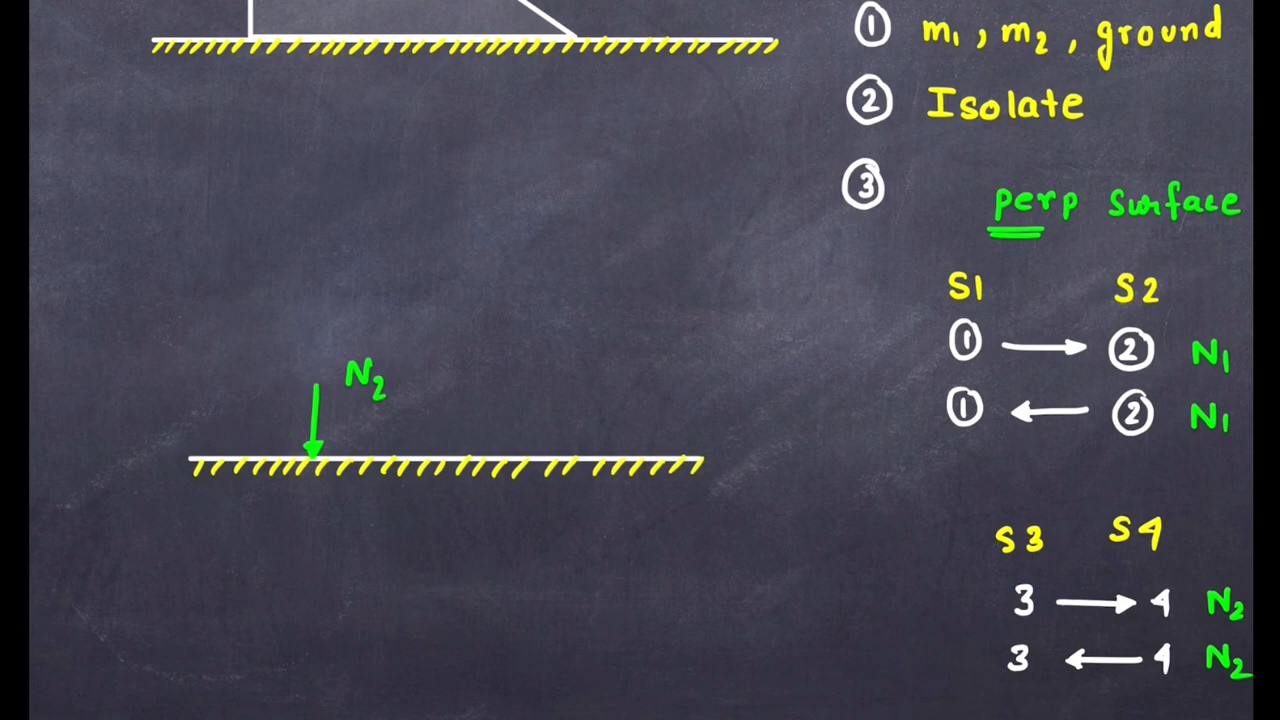 ① m₁, m₂, ground
② Isolate
③
perp surface
S1 S2
① → ② N₁
① ← ② N₁
N₂
S3 S4
3 → 4 N₂
3 ← 4 N₂